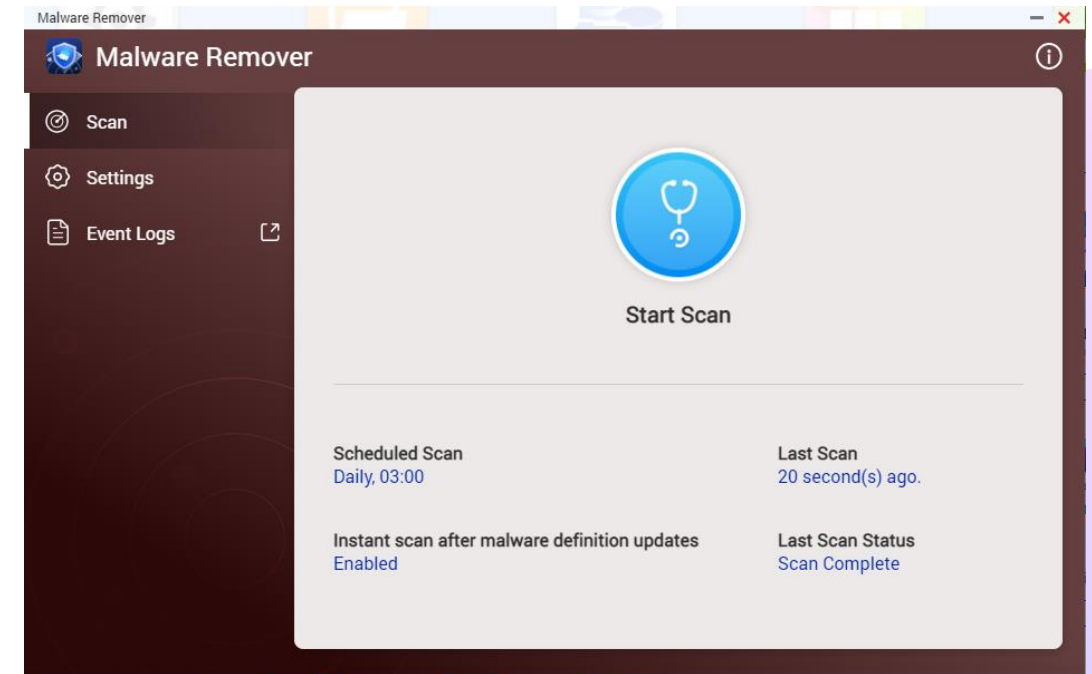 Malware Remover
Malware Remover
Scan
Settings
Event Logs
Start Scan
Scheduled Scan
Daily, 03:00
Last Scan
20 second(s) ago.
Instant scan after malware definition updates
Enabled
Last Scan Status
Scan Complete